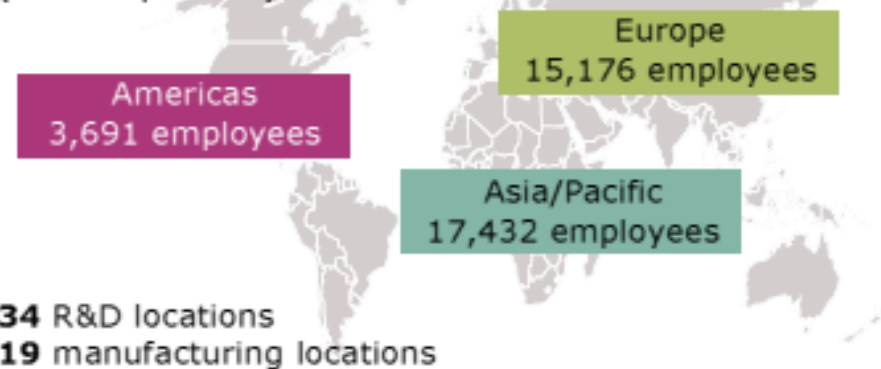 Europe
15,176 employees
Americas
3,691 employees
Asia/Pacific
17,432 employees
34 R&D locations
19 manufacturing locations